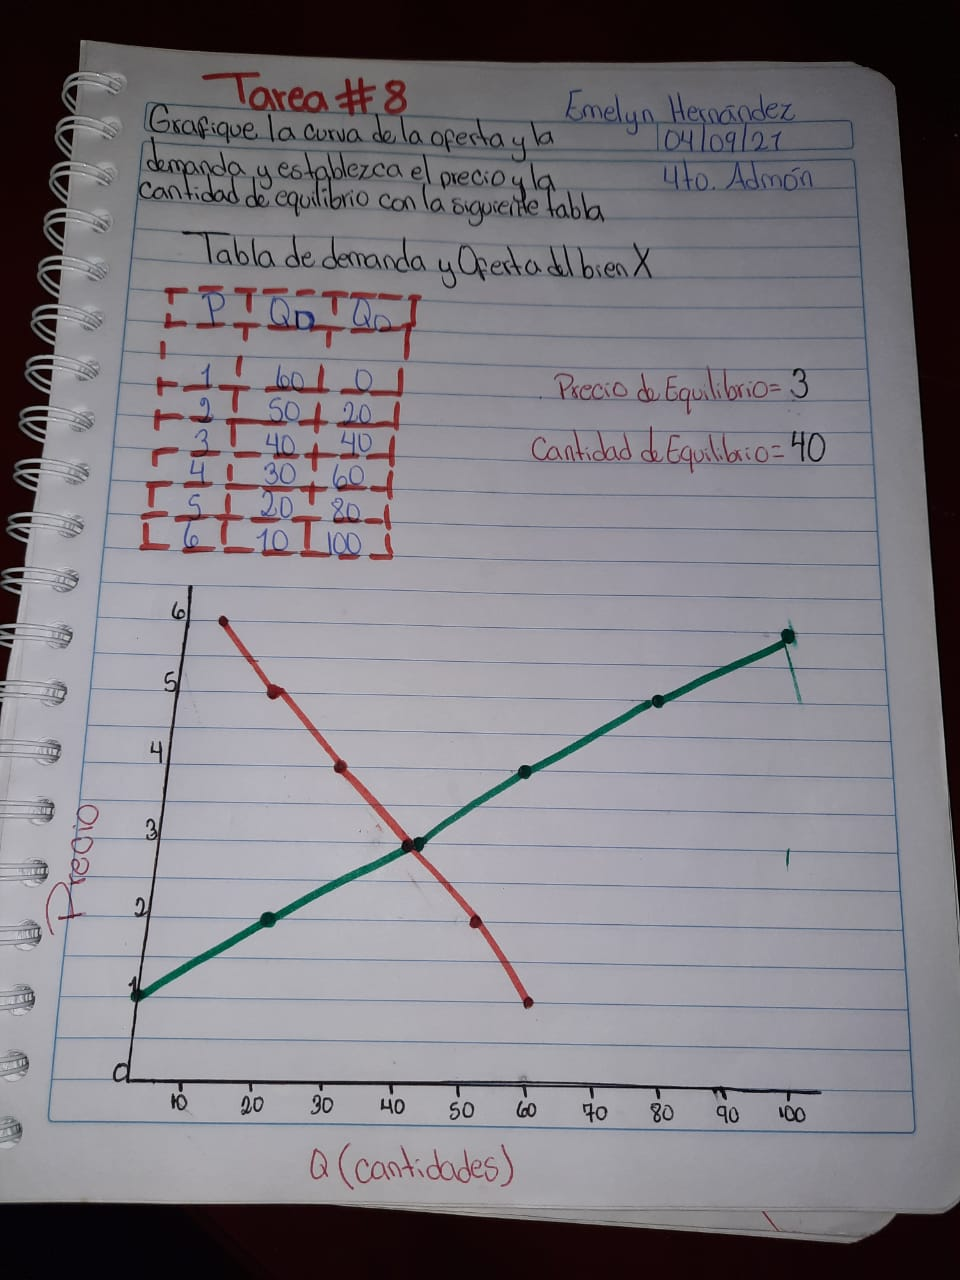 Tarea #8
Emelyn Hernández
Grafique la curva de la oferta y la
04/09/21
demanda y establezca el precio y la
4to. Admón
cantidad de equilibrio con la siguiente tabla
Tabla de demanda y Oferta del bien X
P QD QO
1 60 0
2 50 20
3 40 40
4 30 60
5 20 80
6 10 100
Precio de Equilibrio = 3
Cantidad de Equilibrio = 40
6
5
4
3
2
1
0
Precio
10 20 30 40 50 60 70 80 90 100
Q (cantidades)